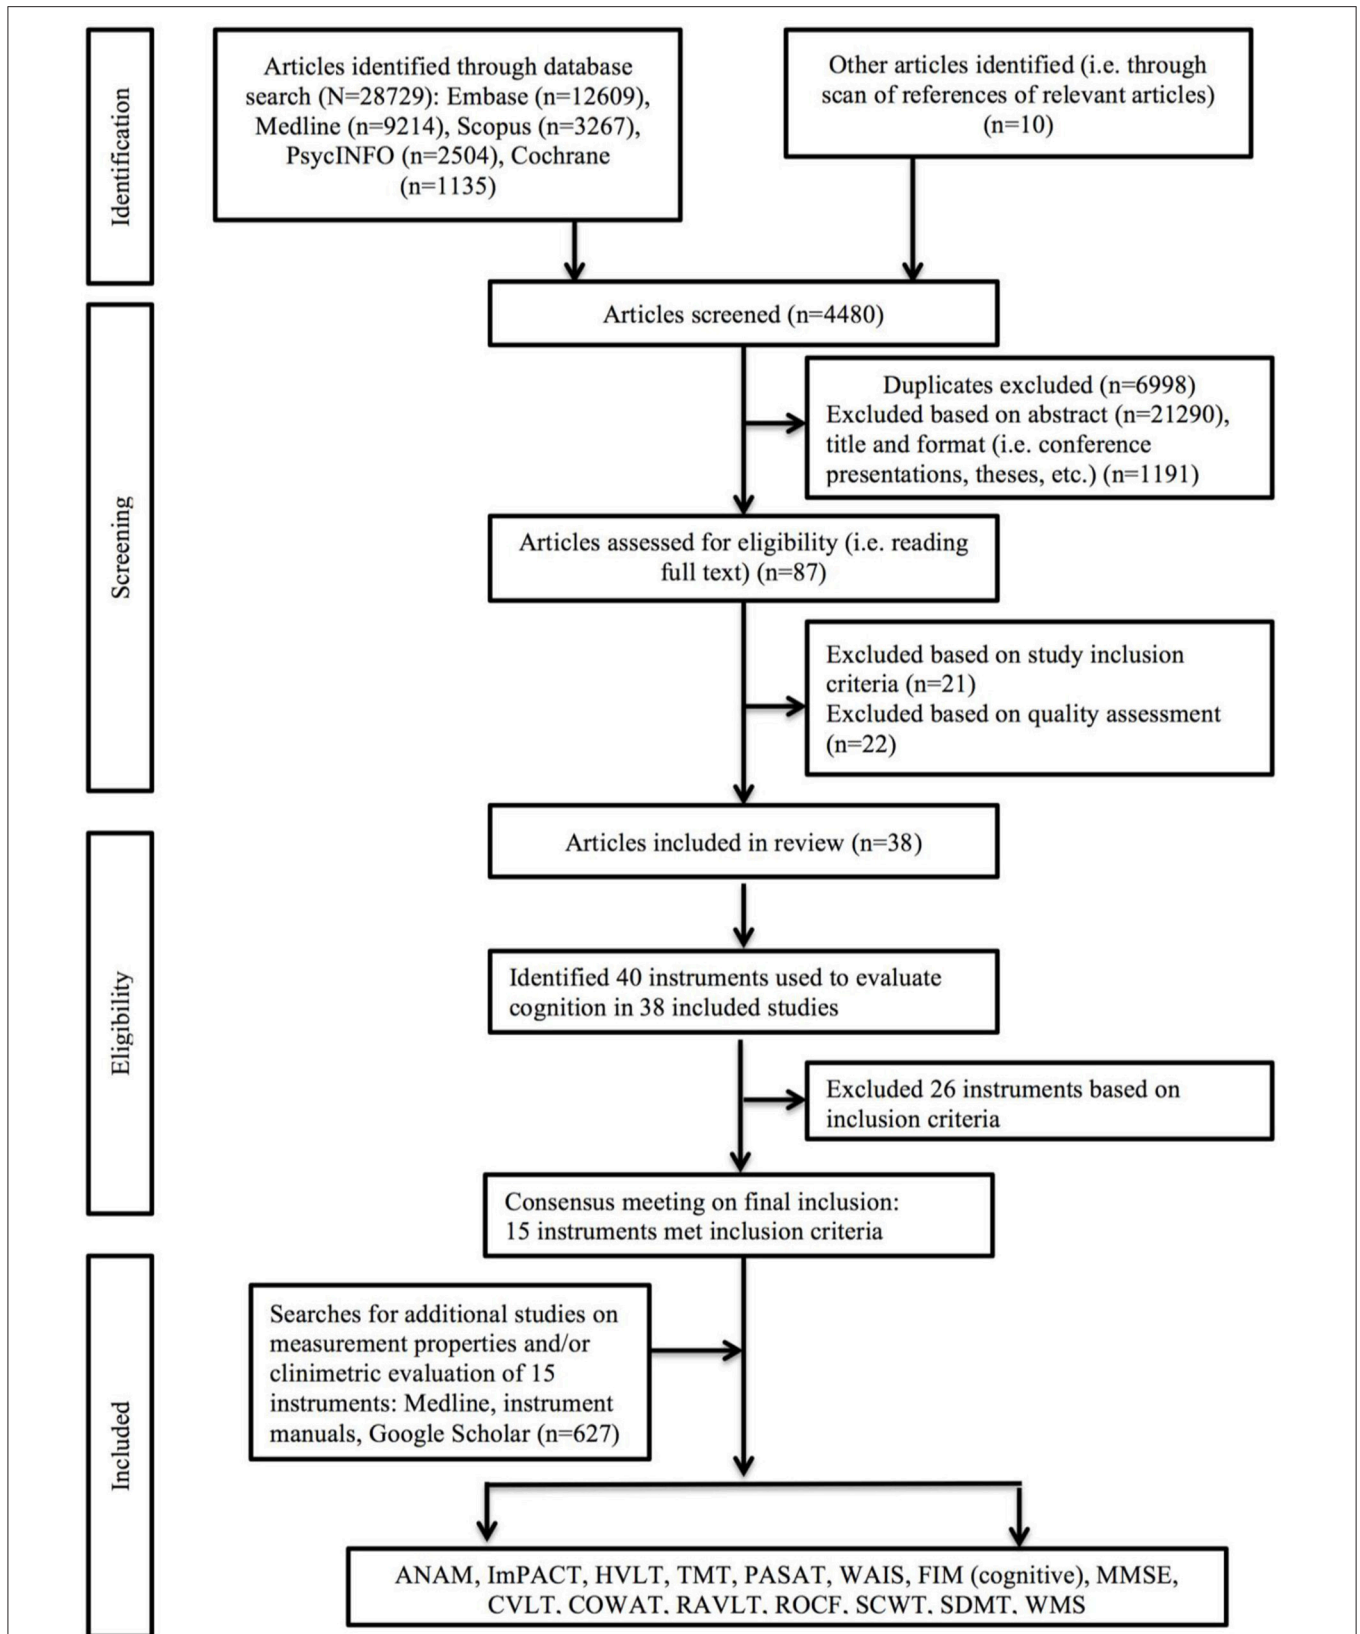 Identification
Articles identified through database
search (N=28729): Embase (n=12609),
Medline (n=9214), Scopus (n=3267),
PsycINFO (n=2504), Cochrane
(n=1135)
Other articles identified (i.e. through
scan of references of relevant articles)
(n=10)
Screening
Articles screened (n=4480)
Duplicates excluded (n=6998)
Excluded based on abstract (n=21290),
title and format (i.e. conference
presentations, theses, etc.) (n=1191)
Articles assessed for eligibility (i.e. reading
full text) (n=87)
Excluded based on study inclusion
criteria (n=21)
Excluded based on quality assessment
(n=22)
Eligibility
Articles included in review (n=38)
Identified 40 instruments used to evaluate
cognition in 38 included studies
Excluded 26 instruments based on
inclusion criteria
Consensus meeting on final inclusion:
15 instruments met inclusion criteria
Included
Searches for additional studies on
measurement properties and/or
clinimetric evaluation of 15
instruments: Medline, instrument
manuals, Google Scholar (n=627)
ANAM, ImPACT, HVLT, TMT, PASAT, WAIS, FIM (cognitive), MMSE,
CVLT, COWAT, RAVLT, ROCF, SCWT, SDMT, WMS